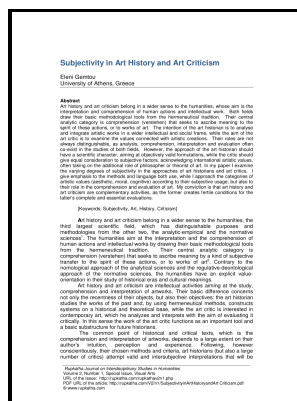 Subjectivity in Art History and Art Criticism
Eleni Gemtou
University of Athens, Greece
Abstract
Art history and art criticism belong in a wider sense to the humanities, whose aim is the
interpretation and comprehension of human actions and intellectual works. Both fields
draw their basic methodological tools from the hermeneutical tradition. Their central
analytic category is comprehension (verstehen) that seeks to ascribe meaning to the
spirit of these actions, or to works of art. The intention of the art historian is to analyse
and integrate artistic works in a wider intellectual and social frame, while the aim of the
art critic is to examine the values connected with artistic creations. Their roles are not
always distinguishable, as analysis, comprehension, interpretation and evaluation often
co-exist in the studies of both fields. However, the approach of the art historian should
have a scientific character, aiming at objectively valid formulations, while the critic should
give equal consideration to subjective factors, acknowledging international artistic values,
often taking on the additional role of philosopher or theorist of art. In my paper I examine
the varying degrees of subjectivity in the approaches of art historians and art critics. I
give emphasis to the methods and language both use, while I approach the categories of
artistic values (aesthetic, moral, cognitive) according to their subjective usage, but also to
their role in the comprehension and evaluation of art. My conviction is that art history and
art criticism are complementary activities, as the former creates fertile conditions for the
latter's complete and essential evaluations.
[Keywords: Subjectivity, Art, History, Criticism]
Art history and art criticism belong in a wider sense to the humanities, the
third largest scientific field, which has distinguishable purposes and
methodologies from the other two, the analytic-empirical and the normative
sciences. The humanities aim at the interpretation and the comprehension of
human actions and intellectual works by drawing their basic methodological tools
from the hermeneutical tradition. Their central analytic category is
comprehension (verstehen) that seeks to ascribe meaning by a kind of subjective
transfer to the spirit of these actions, or to works of art. Contrary to the
nomological approach of the analytical sciences and the regulative-deontological
approach of the normative sciences, the humanities have an explicit value-
orientation in their study of historical eras and cultural meanings.
Art history and art criticism are intellectual activities aiming at the study,
comprehension and interpretation of artworks. Their basic difference concerns
not only the resentness of their objects, but also their objectives: the art historian
studies the works of the past and, by using hermeneutical methods, constructs
systems on a historical and theoretical base, while the art critic is interested in
contemporary art, which he analyses and interprets with the aim of evaluating it
critically. In this sense the work of the art critic functions as an important tool and
a basic substructure for future historians.
The common point of historical and critical texts, which is the
comprehension and interpretation of artworks, depends to a large extent on their
author's intuition, perception and experience. Following, however
conscientiously, their chosen methods and criteria, art historians (but also a large
number of critics) attempt valid and intersubjective interpretations that will be
Rupkatha Journal on Interdisciplinary Studies in Humanities
Volume 2, Number 1, Special Issue, Visual Arts
URL of the Issue: http://rupkatha.com/v2n1.php
PDF URL of the article: http://rupkatha.com/V2/n1/SubjectivityinArtHistoryandArtCriticism.pdf
© www.rupkatha.com